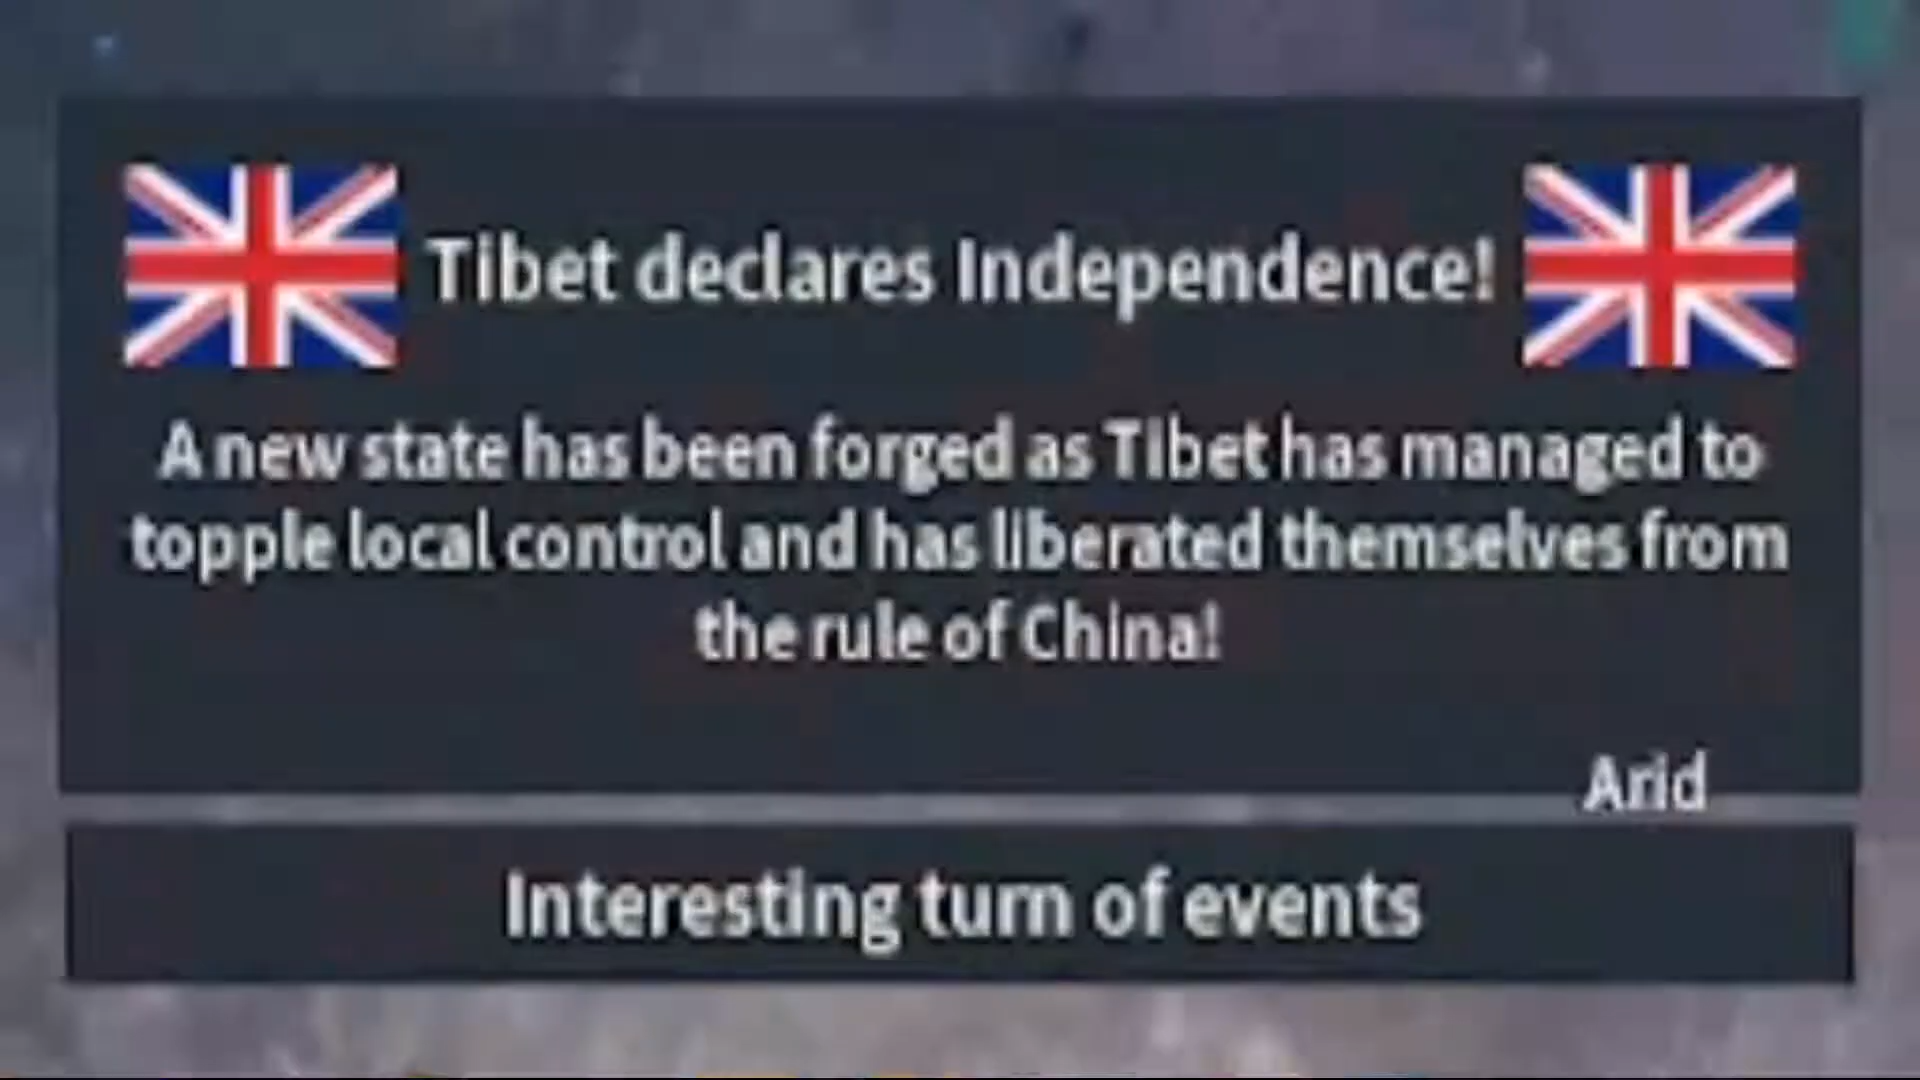 Tibet declares Independence!
A new state has been forged as Tibet has managed to
topple local control and has liberated themselves from
the rule of China!
Arid
Interesting turn of events